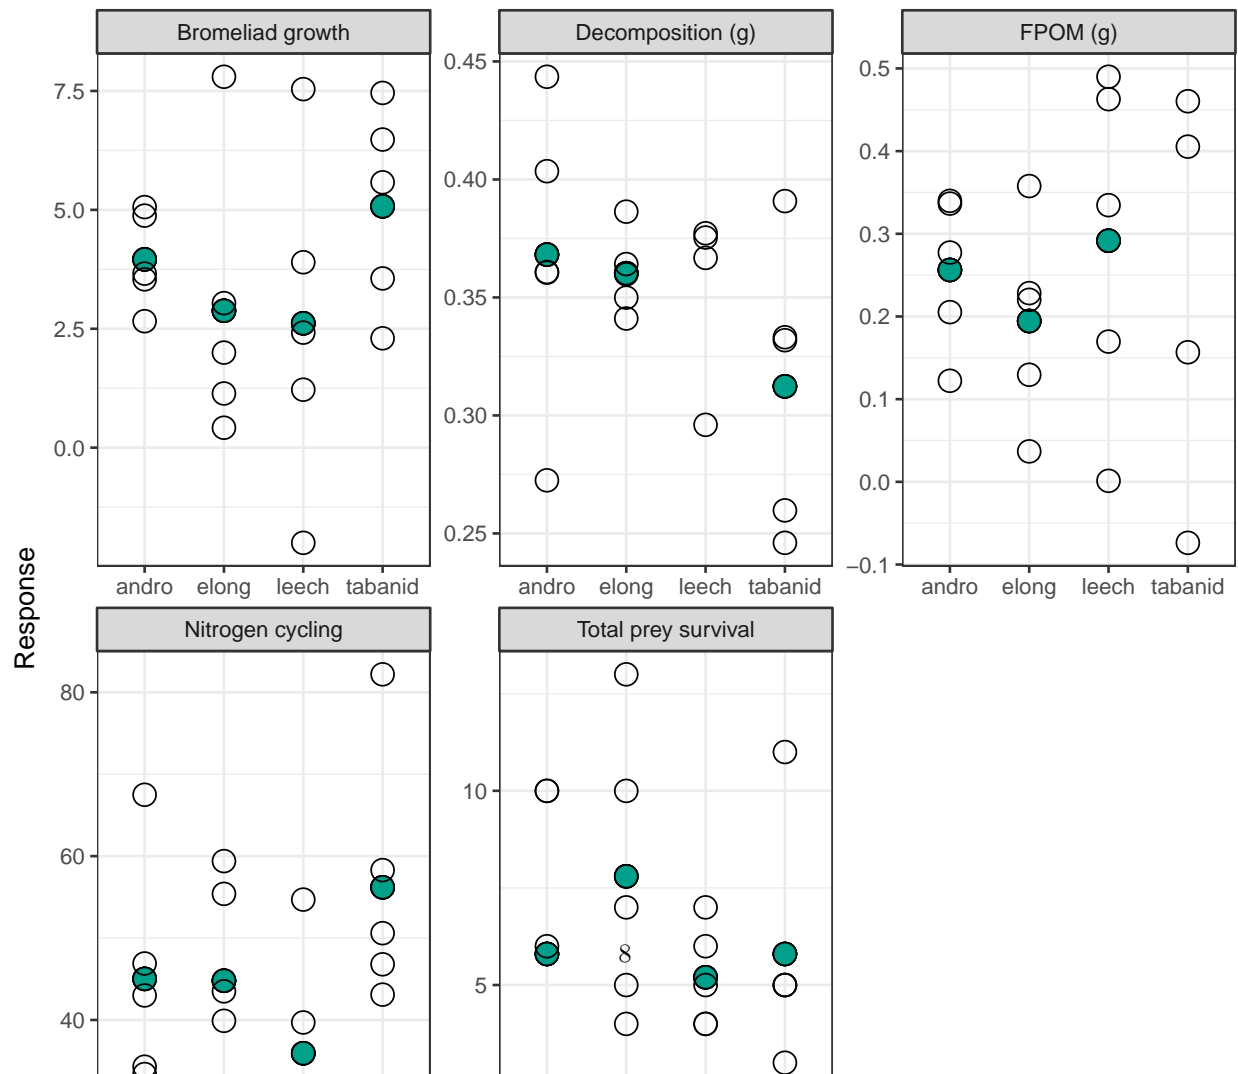 Bromeliad growth
Decomposition (g)
FPOM (g)
7.5
5.0
2.5
0.0
0.45
0.40
0.35
0.30
0.25
0.5
0.4
0.3
0.2
0.1
0.0
−0.1
andro elong leech tabanid
andro elong leech tabanid
andro elong leech tabanid
Response
Nitrogen cycling
Total prey survival
80
60
40
10
5
8